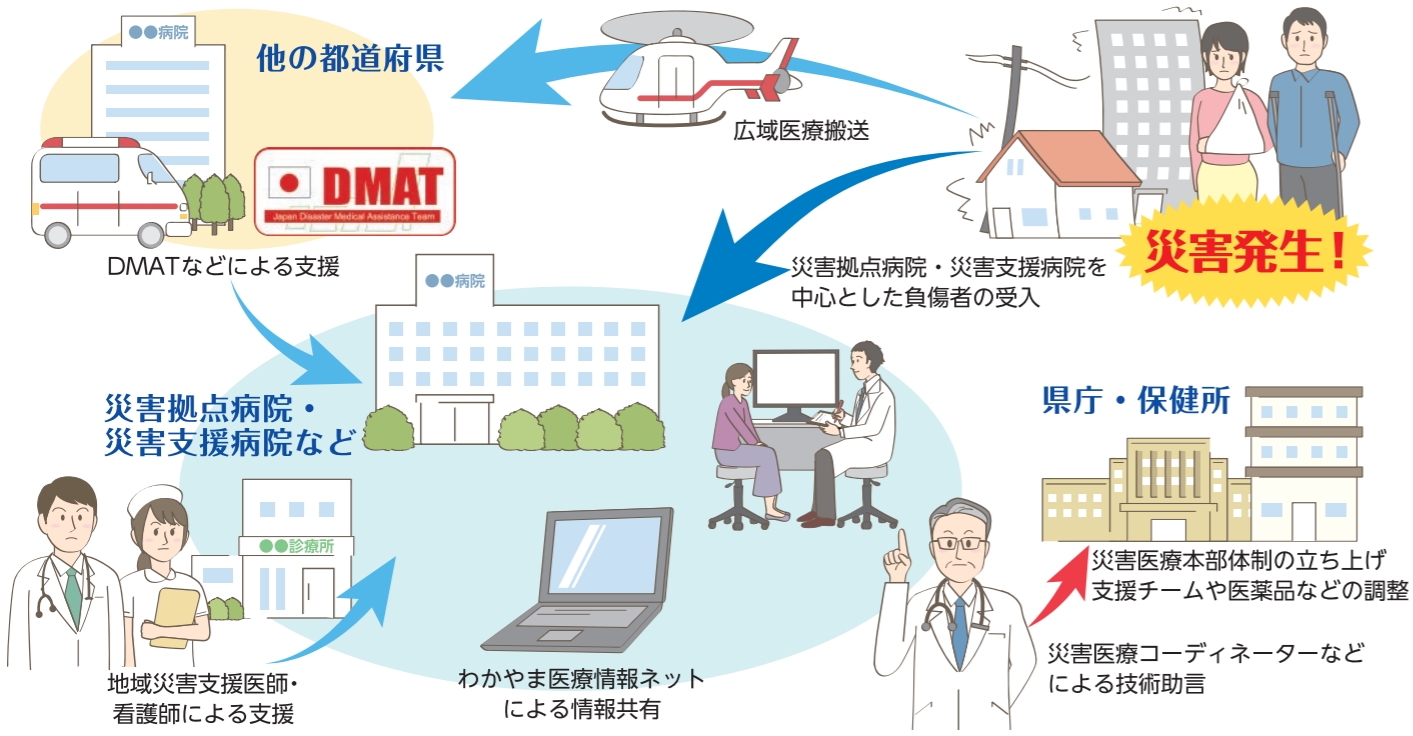 ●●病院
他の都道府県
広域医療搬送
DMAT
Japan Disaster Medical Assistance Team
DMATなどによる支援
災害発生！
災害拠点病院・災害支援病院を
中心とした負傷者の受入
●●病院
災害拠点病院・
災害支援病院など
県庁・保健所
●●診療所
災害医療本部体制の立ち上げ
支援チームや医薬品などの調整
災害医療コーディネーターなど
による技術助言
わかやま医療情報ネット
による情報共有
地域災害支援医師・
看護師による支援